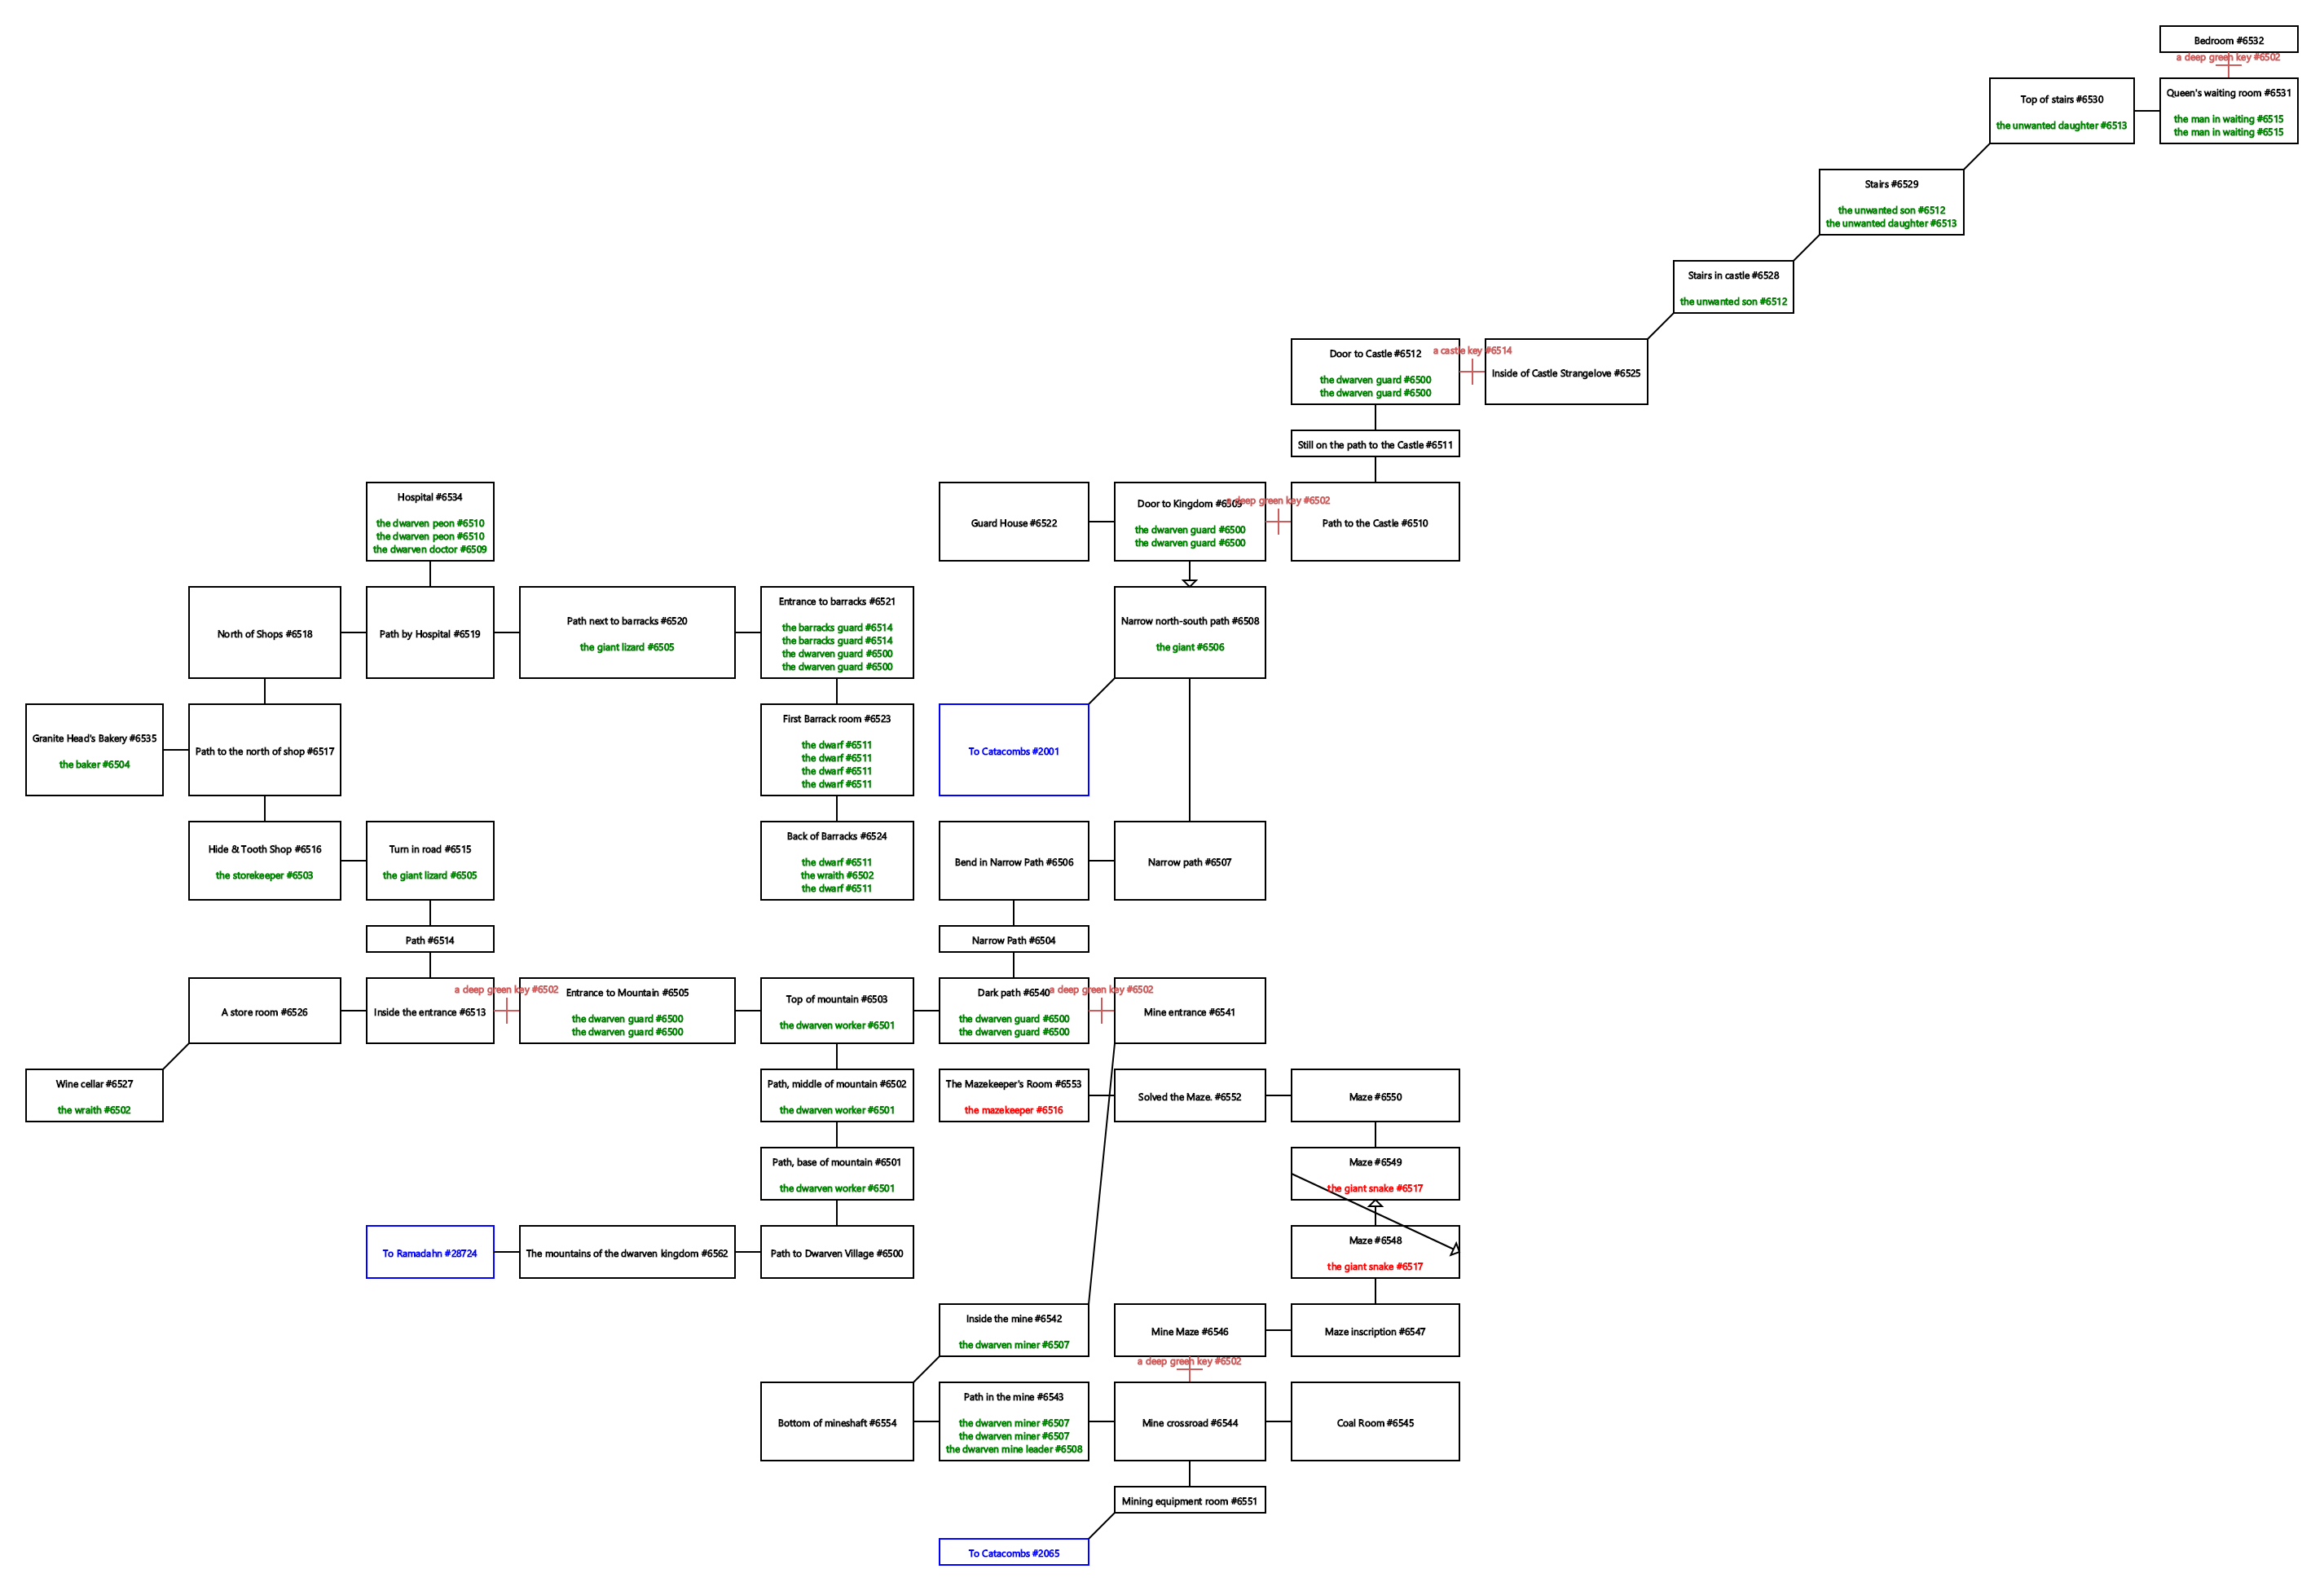 Bedroom #6532
a deep green key #6502
Top of stairs #6530
the unwanted daughter #6513
Queen's waiting room #6531
the man in waiting #6515
the man in waiting #6515
Stairs #6529
the unwanted son #6512
the unwanted daughter #6513
Stairs in castle #6528
the unwanted son #6512
Door to Castle #6512
the dwarven guard #6500
the dwarven guard #6500
a castle key #6514
Inside of Castle Strangelove #6525
Still on the path to the Castle #6511
Hospital #6534
the dwarven peon #6510
the dwarven peon #6510
the dwarven doctor #6509
Guard House #6522
Door to Kingdom #6509
the dwarven guard #6500
the dwarven guard #6500
a deep green key #6502
Path to the Castle #6510
North of Shops #6518
Path by Hospital #6519
Path next to barracks #6520
the giant lizard #6505
Entrance to barracks #6521
the barracks guard #6514
the barracks guard #6514
the dwarven guard #6500
the dwarven guard #6500
Narrow north-south path #6508
the giant #6506
Granite Head's Bakery #6535
the baker #6504
Path to the north of shop #6517
First Barrack room #6523
the dwarf #6511
the dwarf #6511
the dwarf #6511
the dwarf #6511
To Catacombs #2001
Hide & Tooth Shop #6516
the storekeeper #6503
Turn in road #6515
the giant lizard #6505
Back of Barracks #6524
the dwarf #6511
the wraith #6502
the dwarf #6511
Bend in Narrow Path #6506
Narrow path #6507
Path #6514
Narrow Path #6504
A store room #6526
Inside the entrance #6513
a deep green key #6502
Entrance to Mountain #6505
the dwarven guard #6500
the dwarven guard #6500
Top of mountain #6503
the dwarven worker #6501
Dark path #6540
the dwarven guard #6500
the dwarven guard #6500
a deep green key #6502
Mine entrance #6541
Wine cellar #6527
the wraith #6502
Path, middle of mountain #6502
the dwarven worker #6501
The Mazekeeper's Room #6553
the mazekeeper #6516
Solved the Maze. #6552
Maze #6550
Path, base of mountain #6501
the dwarven worker #6501
Maze #6549
the giant snake #6517
To Ramadahn #28724
The mountains of the dwarven kingdom #6562
Path to Dwarven Village #6500
Maze #6548
the giant snake #6517
Inside the mine #6542
the dwarven miner #6507
Mine Maze #6546
Maze inscription #6547
a deep green key #6502
Bottom of mineshaft #6554
Path in the mine #6543
the dwarven miner #6507
the dwarven miner #6507
the dwarven mine leader #6508
Mine crossroad #6544
Coal Room #6545
Mining equipment room #6551
To Catacombs #2065